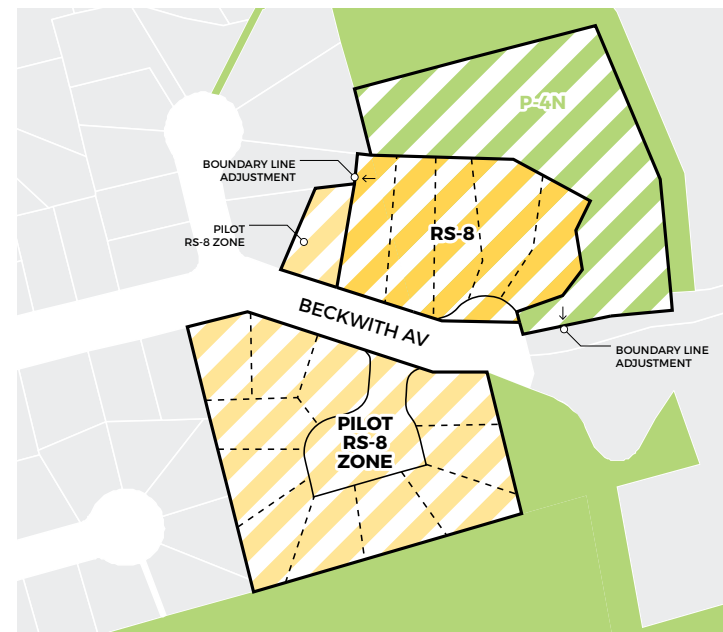 P-4N
BOUNDARY LINE
ADJUSTMENT
RS-8
PILOT
RS-8 ZONE
BECKWITH AV
BOUNDARY LINE
ADJUSTMENT
PILOT
RS-8
ZONE